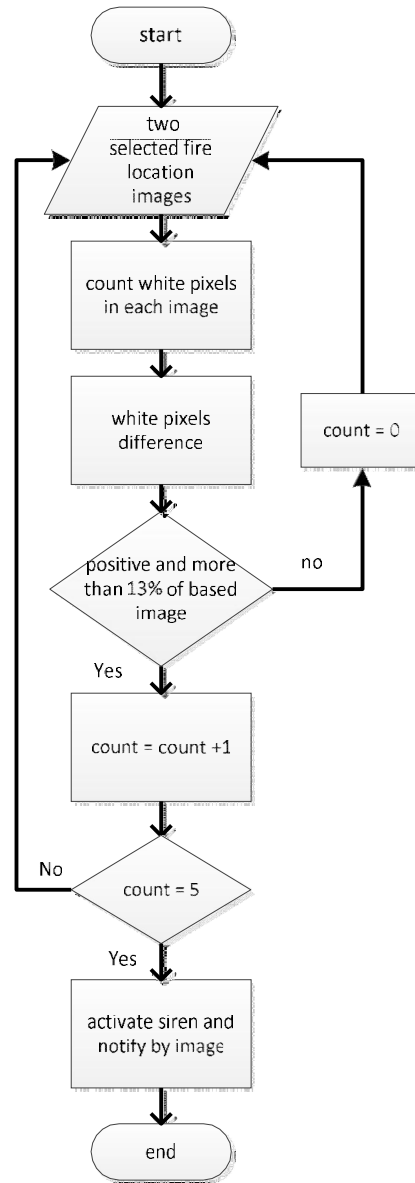 start
two
selected fire
location
images
count white pixels
in each image
white pixels
difference
count = 0
positive and more
than 13% of based
image
no
Yes
count = count +1
No
count = 5
Yes
activate siren and
notify by image
end